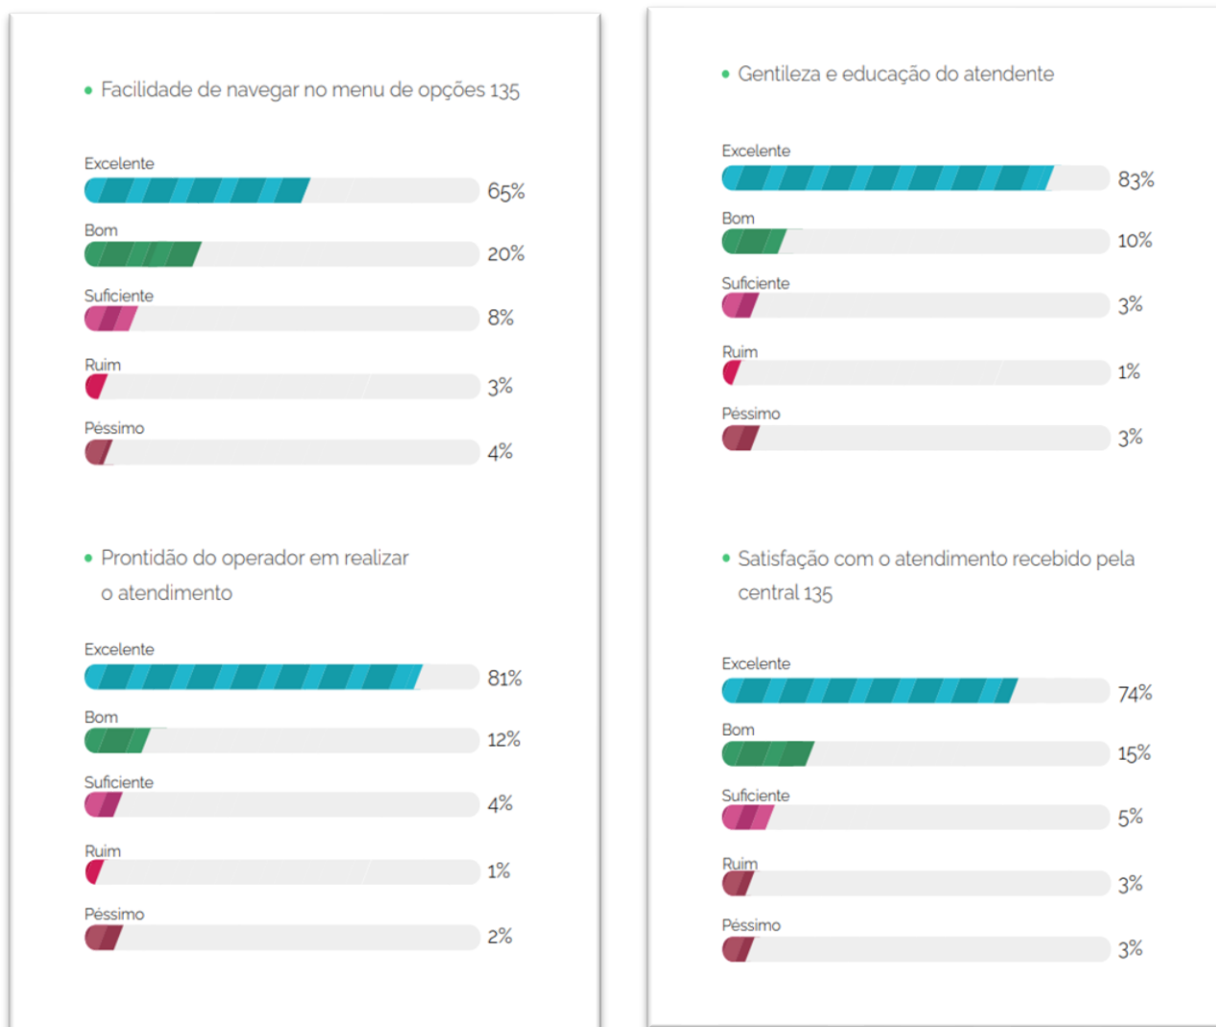 • Facilidade de navegar no menu de opções 135
Excelente
65%
Bom
20%
Suficiente
8%
Ruim
3%
Péssimo
4%
• Prontidão do operador em realizar
o atendimento
Excelente
81%
Bom
12%
Suficiente
4%
Ruim
1%
Péssimo
2%
• Gentileza e educação do atendente
Excelente
83%
Bom
10%
Suficiente
3%
Ruim
1%
Péssimo
3%
• Satisfação com o atendimento recebido pela
central 135
Excelente
74%
Bom
15%
Suficiente
5%
Ruim
3%
Péssimo
3%